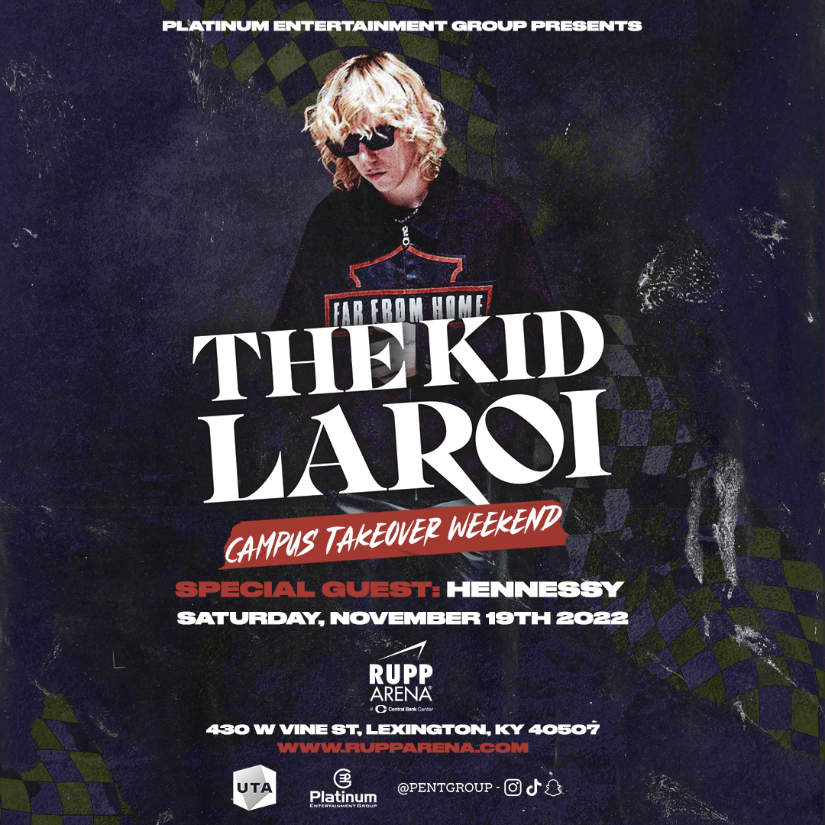 PLATINUM ENTERTAINMENT GROUP PRESENTS
FAR FROM HOME
THE KID
LAROI
CAMPUS TAKEOVER WEEKEND
SPECIAL GUEST: HENNESSY
SATURDAY, NOVEMBER 19TH 2022
RUPP
ARENA®
at Central Bank Center
430 W VINE ST, LEXINGTON, KY 40507
WWW.RUPPARENA.COM
UTA
Platinum
ENTERTAINMENT GROUP
@PENTGROUP -